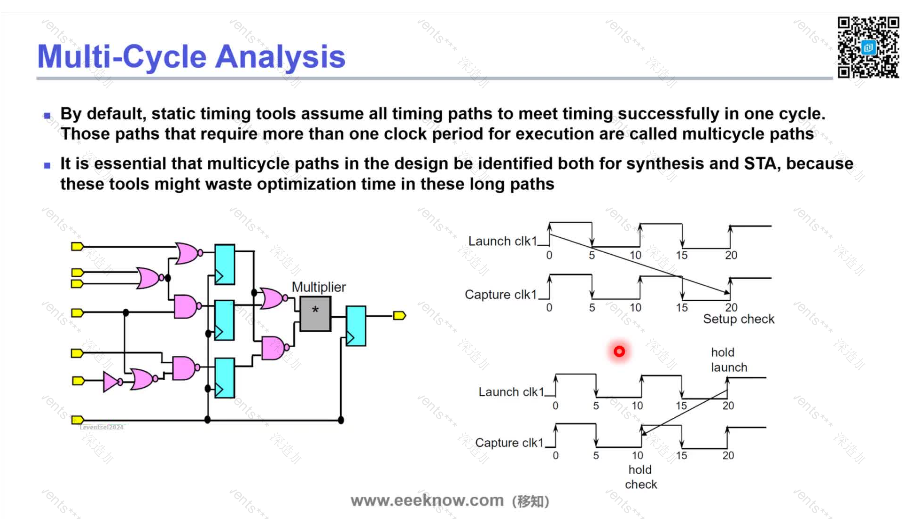 Multi-Cycle Analysis
By default, static timing tools assume all timing paths to meet timing successfully in one cycle.
Those paths that require more than one clock period for execution are called multicycle paths
It is essential that multicycle paths in the design be identified both for synthesis and STA, because
these tools might waste optimization time in these long paths
Multiplier
*
Launch clk1
0 5 10 15 20
Capture clk1
0 5 10 15 20
Setup check
hold
launch
Launch clk1
0 5 10 15 20
Capture clk1
0 5 10 15 20
hold
check
www.eeeknow.com (移知)